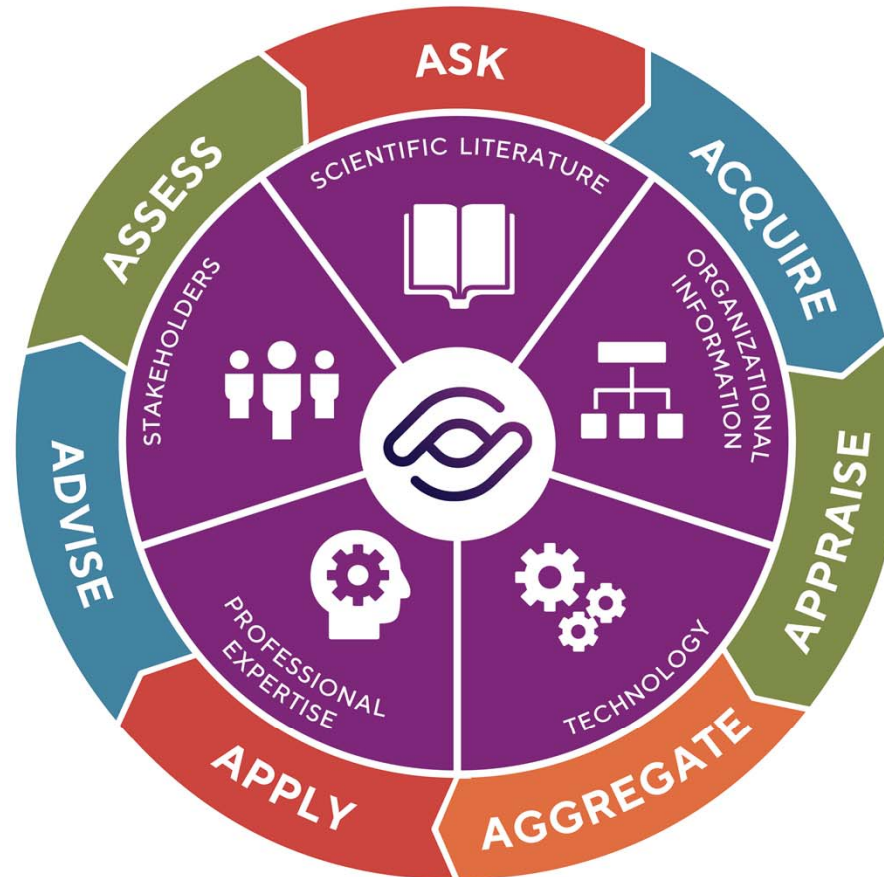 ASK
ACQUIRE
APPRAISE
AGGREGATE
APPLY
ADVISE
ASSESS
SCIENTIFIC LITERATURE
ORGANIZATIONAL
INFORMATION
TECHNOLOGY
PROFESSIONAL
EXPERTISE
STAKEHOLDERS